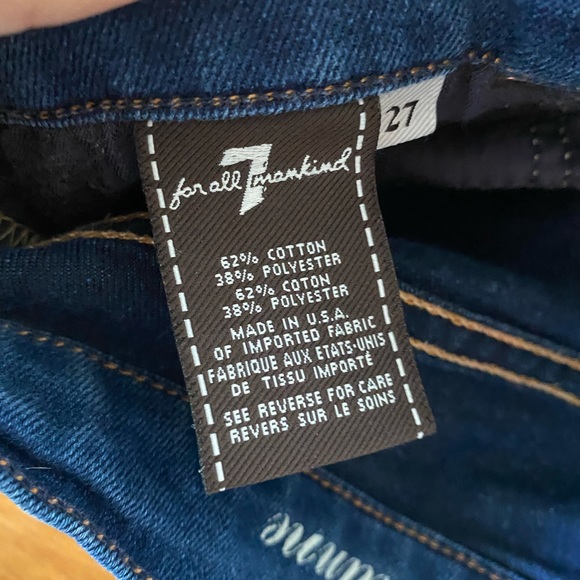 27
for all 7 mankind
62% COTTON
38% POLYESTER
62% COTON
38% POLYESTER
MADE IN U.S.A.
OF IMPORTED FABRIC
FABRIQUE AUX ETATS-UNIS
DE TISSU IMPORTÉ
SEE REVERSE FOR CARE
REVERS SUR LE SOINS